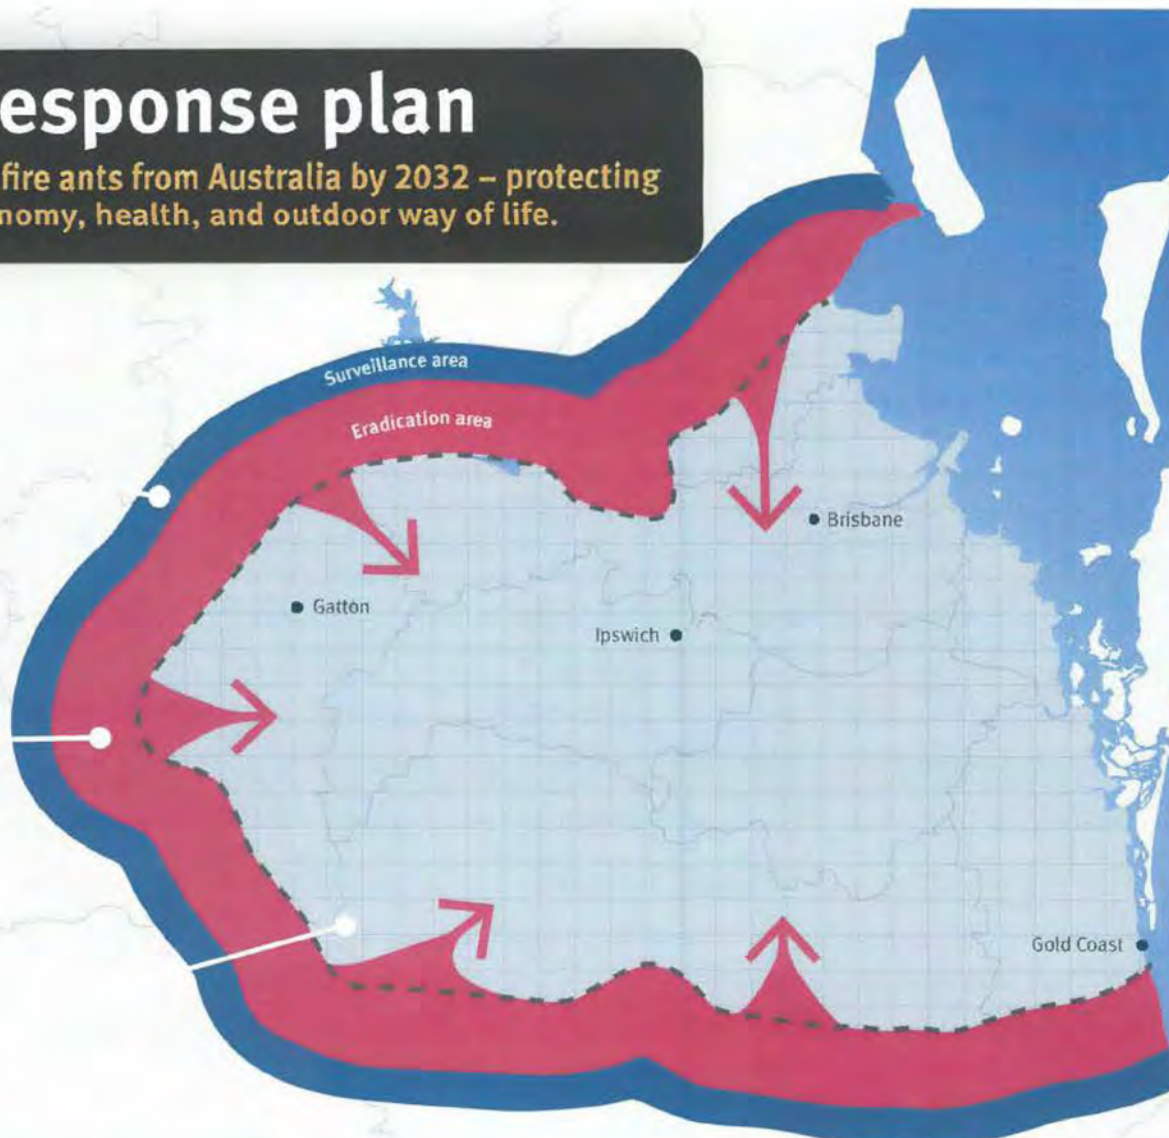 esponse plan
fire ants from Australia by 2032 – protecting
nomy, health, and outdoor way of life.
Surveillance area
Eradication area
Brisbane
Gatton
Ipswich
Gold Coast